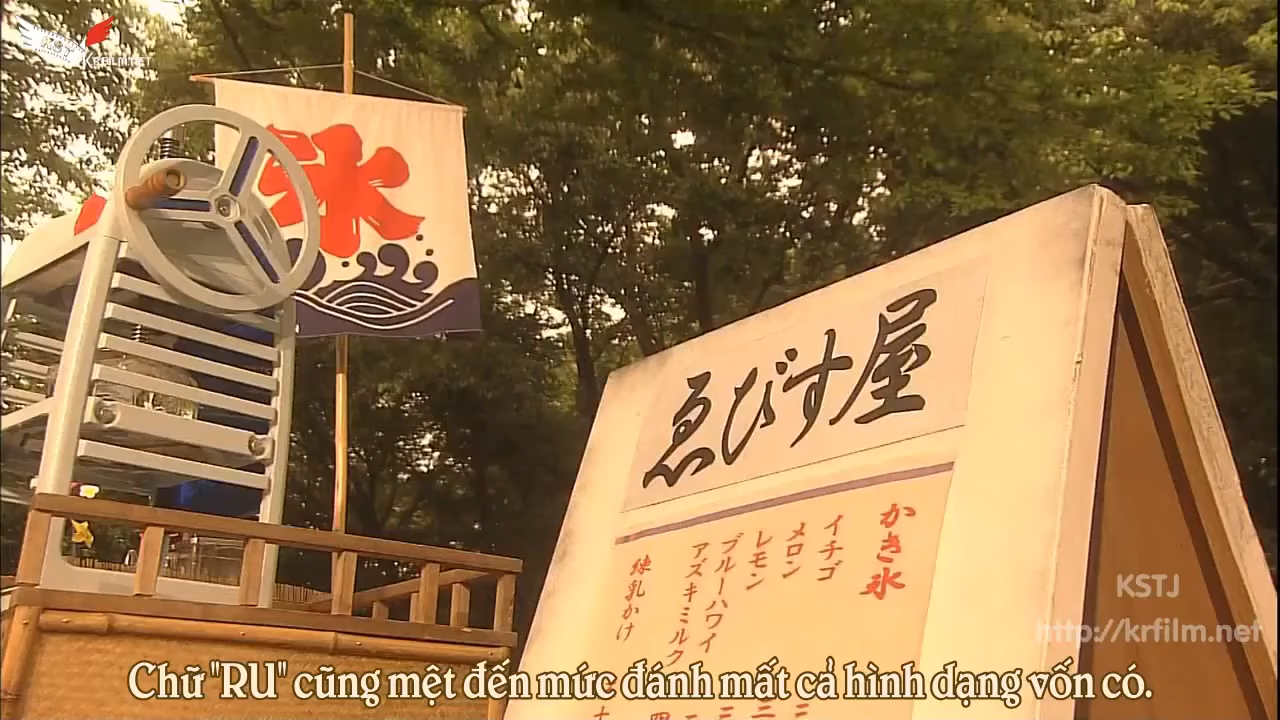 KRFILM.NET
氷
ゑびす屋
かき氷
イチゴ
メロン
レモン
ブルーハワイ
アズキミルク
練乳かけ
KSTJ
http://krfilm.net
Chữ "RU" cũng mệt đến mức đánh mất cả hình dạng vốn có.